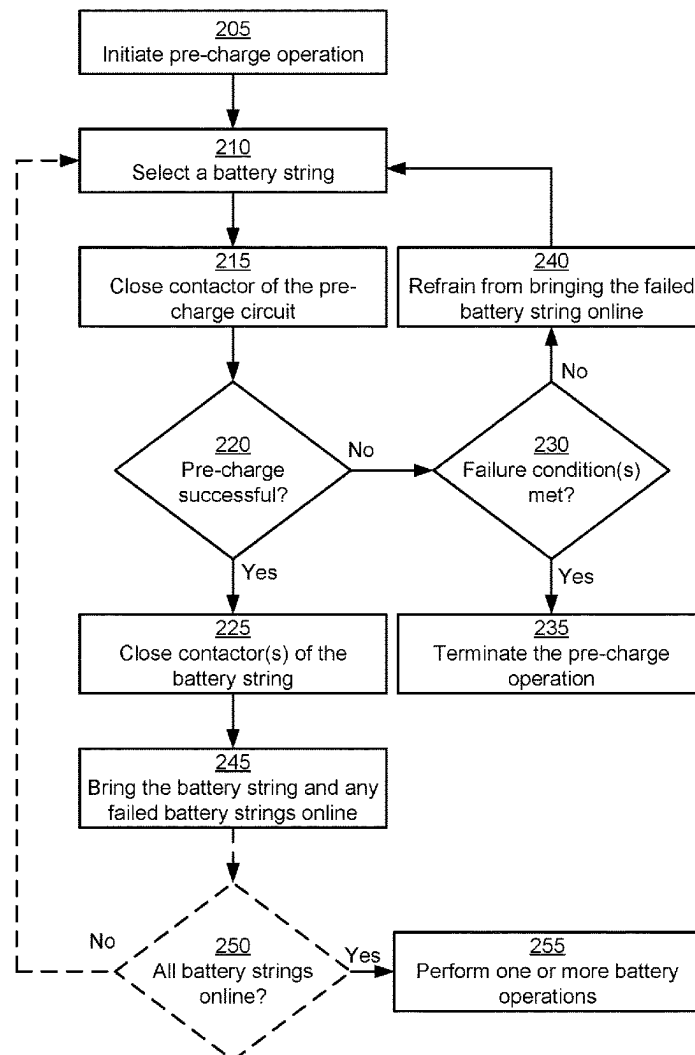 205
Initiate pre-charge operation
210
Select a battery string
215
Close contactor of the pre-
charge circuit
240
Refrain from bringing the failed
battery string online
No
220
Pre-charge
successful?
No
230
Failure condition(s)
met?
Yes
Yes
225
Close contactor(s) of the
battery string
235
Terminate the pre-charge
operation
245
Bring the battery string and any
failed battery strings online
No
250
All battery strings
online?
Yes
255
Perform one or more battery
operations